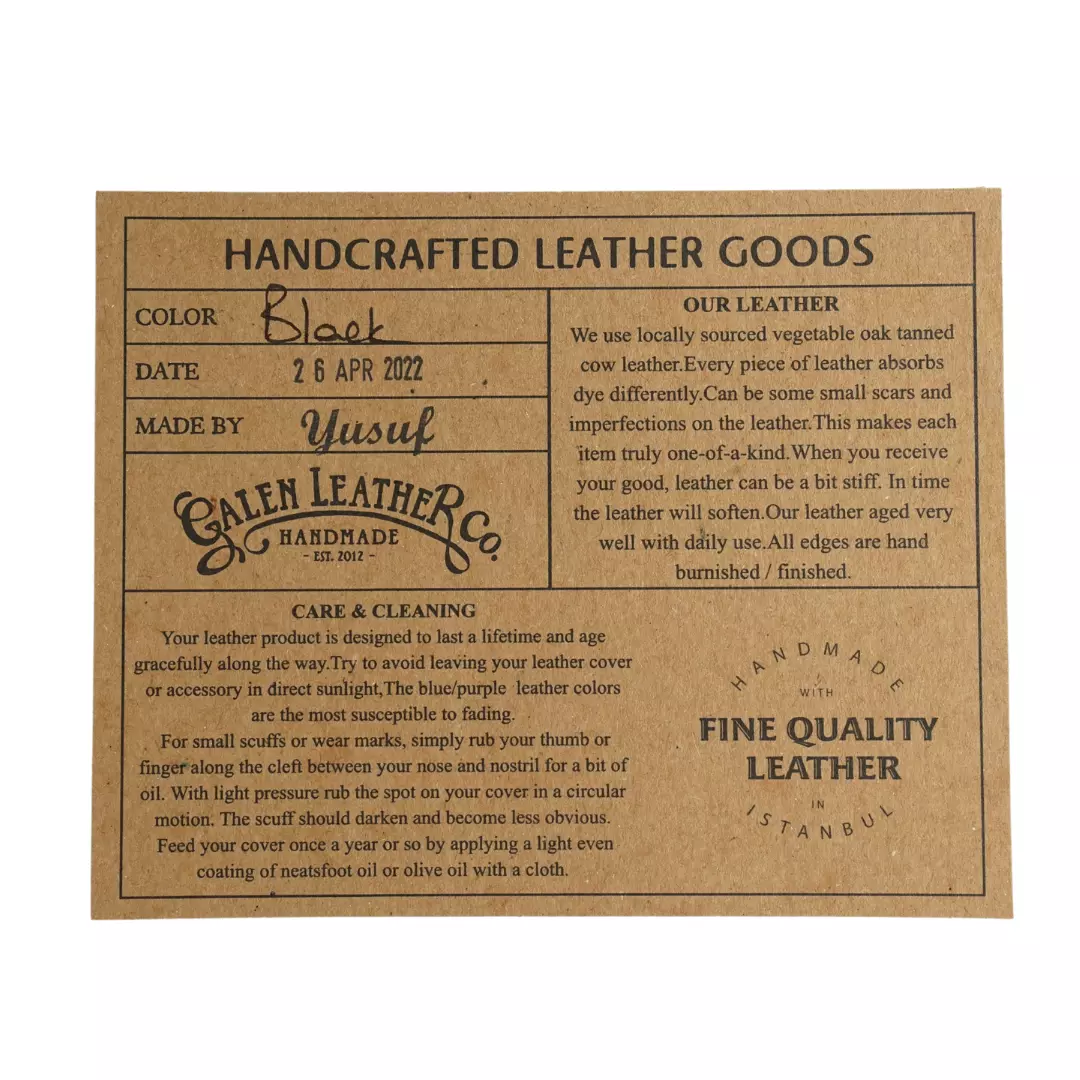 HANDCRAFTED LEATHER GOODS
COLOR Black
DATE 26 APR 2022
MADE BY Yusuf
GALEN LEATHER Co.
HANDMADE
- EST. 2012 -
OUR LEATHER
We use locally sourced vegetable oak tanned
cow leather.Every piece of leather absorbs
dye differently.Can be some small scars and
imperfections on the leather.This makes each
item truly one-of-a-kind.When you receive
your good, leather can be a bit stiff. In time
the leather will soften.Our leather aged very
well with daily use.All edges are hand
burnished / finished.
CARE & CLEANING
Your leather product is designed to last a lifetime and age
gracefully along the way.Try to avoid leaving your leather cover
or accessory in direct sunlight,The blue/purple leather colors
are the most susceptible to fading.
For small scuffs or wear marks, simply rub your thumb or
finger along the cleft between your nose and nostril for a bit of
oil. With light pressure rub the spot on your cover in a circular
motion. The scuff should darken and become less obvious.
Feed your cover once a year or so by applying a light even
coating of neatsfoot oil or olive oil with a cloth.
HANDMADE
WITH
FINE QUALITY
LEATHER
IN
ISTANBUL